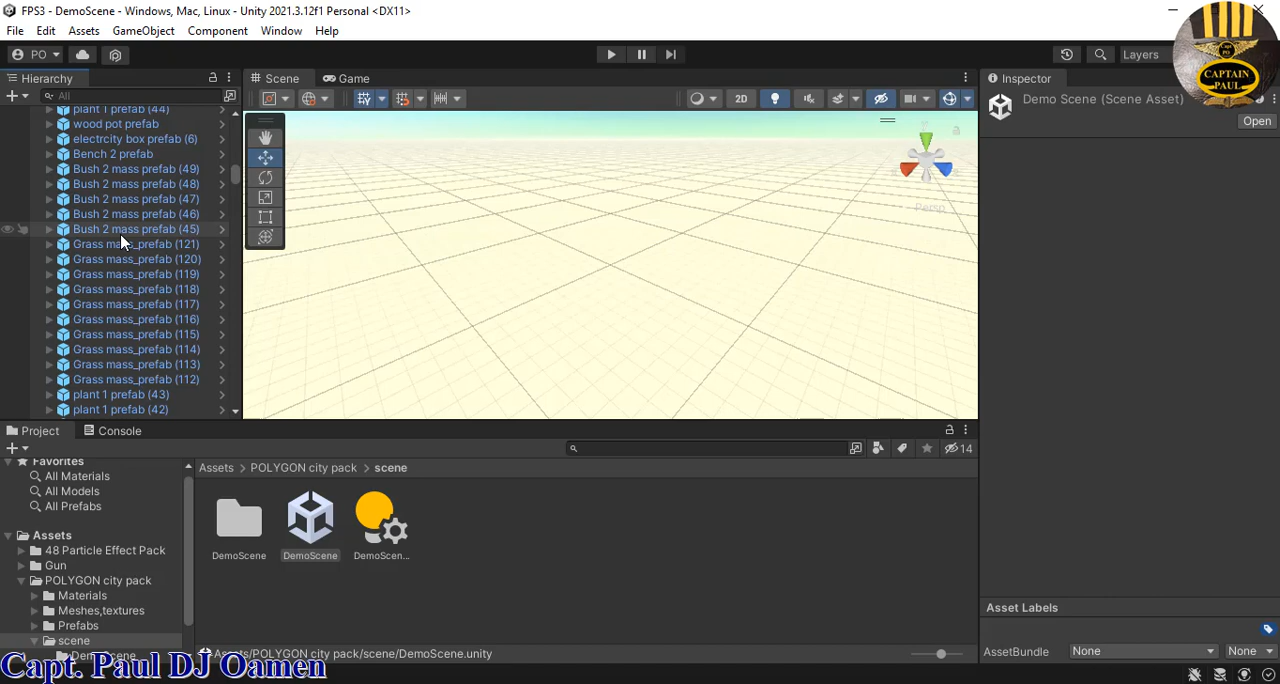 FPS3 - DemoScene - Windows, Mac, Linux - Unity 2021.3.12f1 Personal <DX11>
File Edit Assets GameObject Component Window Help
PO Layers
CAPTAIN PAUL
Hierarchy
Scene Game
Inspector
All
2D
Demo Scene (Scene Asset)
Open
plant 1 prefab (44)
wood pot prefab
electrcity box prefab (6)
Bench 2 prefab
Bush 2 mass prefab (49)
Bush 2 mass prefab (48)
Bush 2 mass prefab (47)
Bush 2 mass prefab (46)
Bush 2 mass prefab (45)
Grass mass_prefab (121)
Grass mass_prefab (120)
Grass mass_prefab (119)
Grass mass_prefab (118)
Grass mass_prefab (117)
Grass mass_prefab (116)
Grass mass_prefab (115)
Grass mass_prefab (114)
Grass mass_prefab (113)
Grass mass_prefab (112)
plant 1 prefab (43)
plant 1 prefab (42)
Persp
Project Console
14
Favorites
All Materials
All Models
All Prefabs
Assets
48 Particle Effect Pack
Gun
POLYGON city pack
Materials
Meshes,textures
Prefabs
scene
DemoScene
Assets > POLYGON city pack > scene
DemoScene
DemoScene
DemoScen...
Assets/POLYGON city pack/scene/DemoScene.unity
Asset Labels
AssetBundle None None
Capt. Paul DJ Oamen